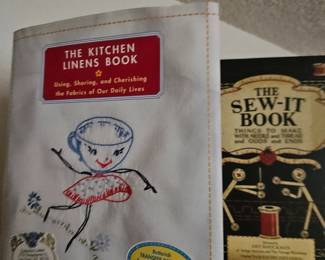 THE KITCHEN
LINENS BOOK
Using, Sharing, and Cherishing
the Fabrics of Our Daily Lives
THE
SEW-IT
BOOK
THINGS TO MAKE
WITH NEEDLE and THREAD
and ODDS and ENDS